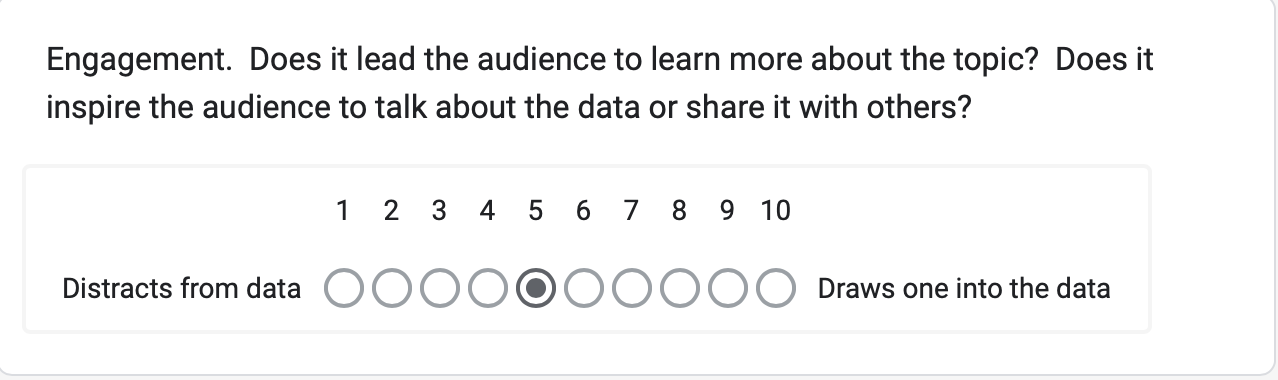 Engagement.  Does it lead the audience to learn more about the topic?  Does it
inspire the audience to talk about the data or share it with others?
1 2 3 4 5 6 7 8 9 10
Distracts from data Draws one into the data